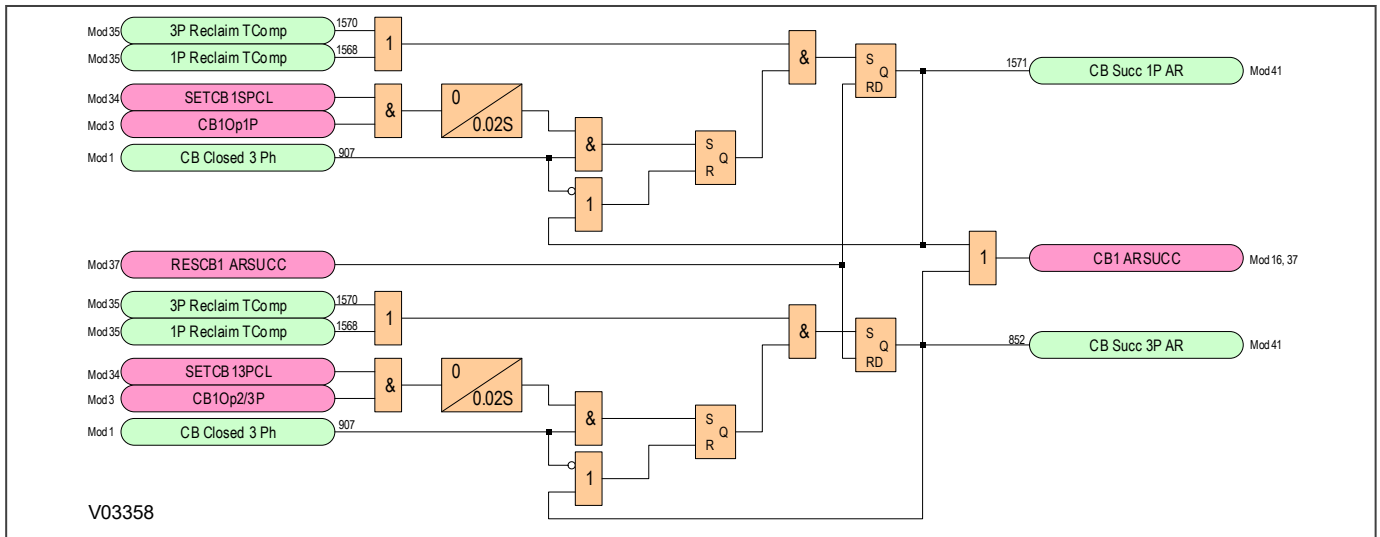 Mod 35 3P Reclaim TComp 1570
Mod 35 1P Reclaim TComp 1568
1
&
S Q RD
1571 CB Succ 1P AR Mod 41
Mod 34 SETCB1SPCL
Mod 3 CB1Op1P
&
0 0.02S
&
S Q R
Mod 1 CB Closed 3 Ph 907
1
Mod 37 RESCB1 ARSUCC
1
CB1 ARSUCC Mod 16, 37
Mod 35 3P Reclaim TComp 1570
Mod 35 1P Reclaim TComp 1568
1
&
S Q RD
852 CB Succ 3P AR Mod 41
Mod 34 SETCB13PCL
Mod 3 CB1Op2/3P
&
0 0.02S
&
S Q R
Mod 1 CB Closed 3 Ph 907
1
V03358